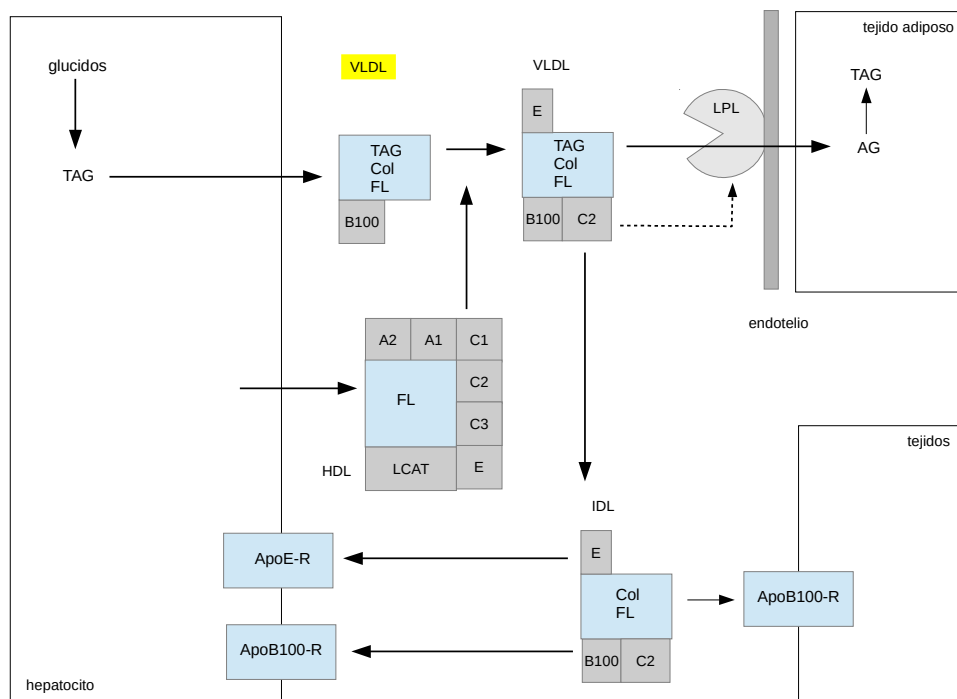 tejido adiposo
glucidos
VLDL
VLDL
TAG
LPL
E
TAG
Col
FL
TAG
Col
FL
AG
TAG
B100
B100
C2
endotelio
A2
A1
C1
FL
C2
C3
HDL
LCAT
E
tejidos
IDL
ApoE-R
E
Col
FL
ApoB100-R
ApoB100-R
B100
C2
hepatocito